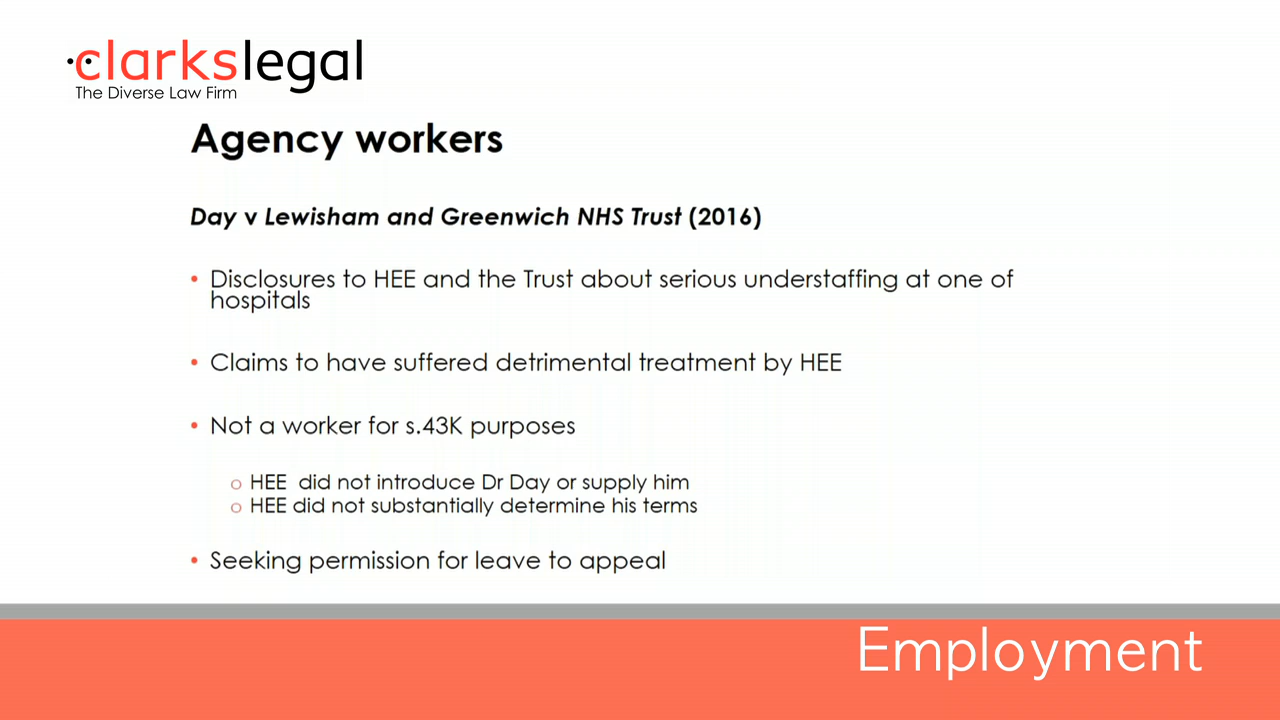 clarkslegal
The Diverse Law Firm
Agency workers
Day v Lewisham and Greenwich NHS Trust (2016)
• Disclosures to HEE and the Trust about serious understaffing at one of
hospitals
• Claims to have suffered detrimental treatment by HEE
• Not a worker for s.43K purposes
o HEE did not introduce Dr Day or supply him
o HEE did not substantially determine his terms
• Seeking permission for leave to appeal
Employment